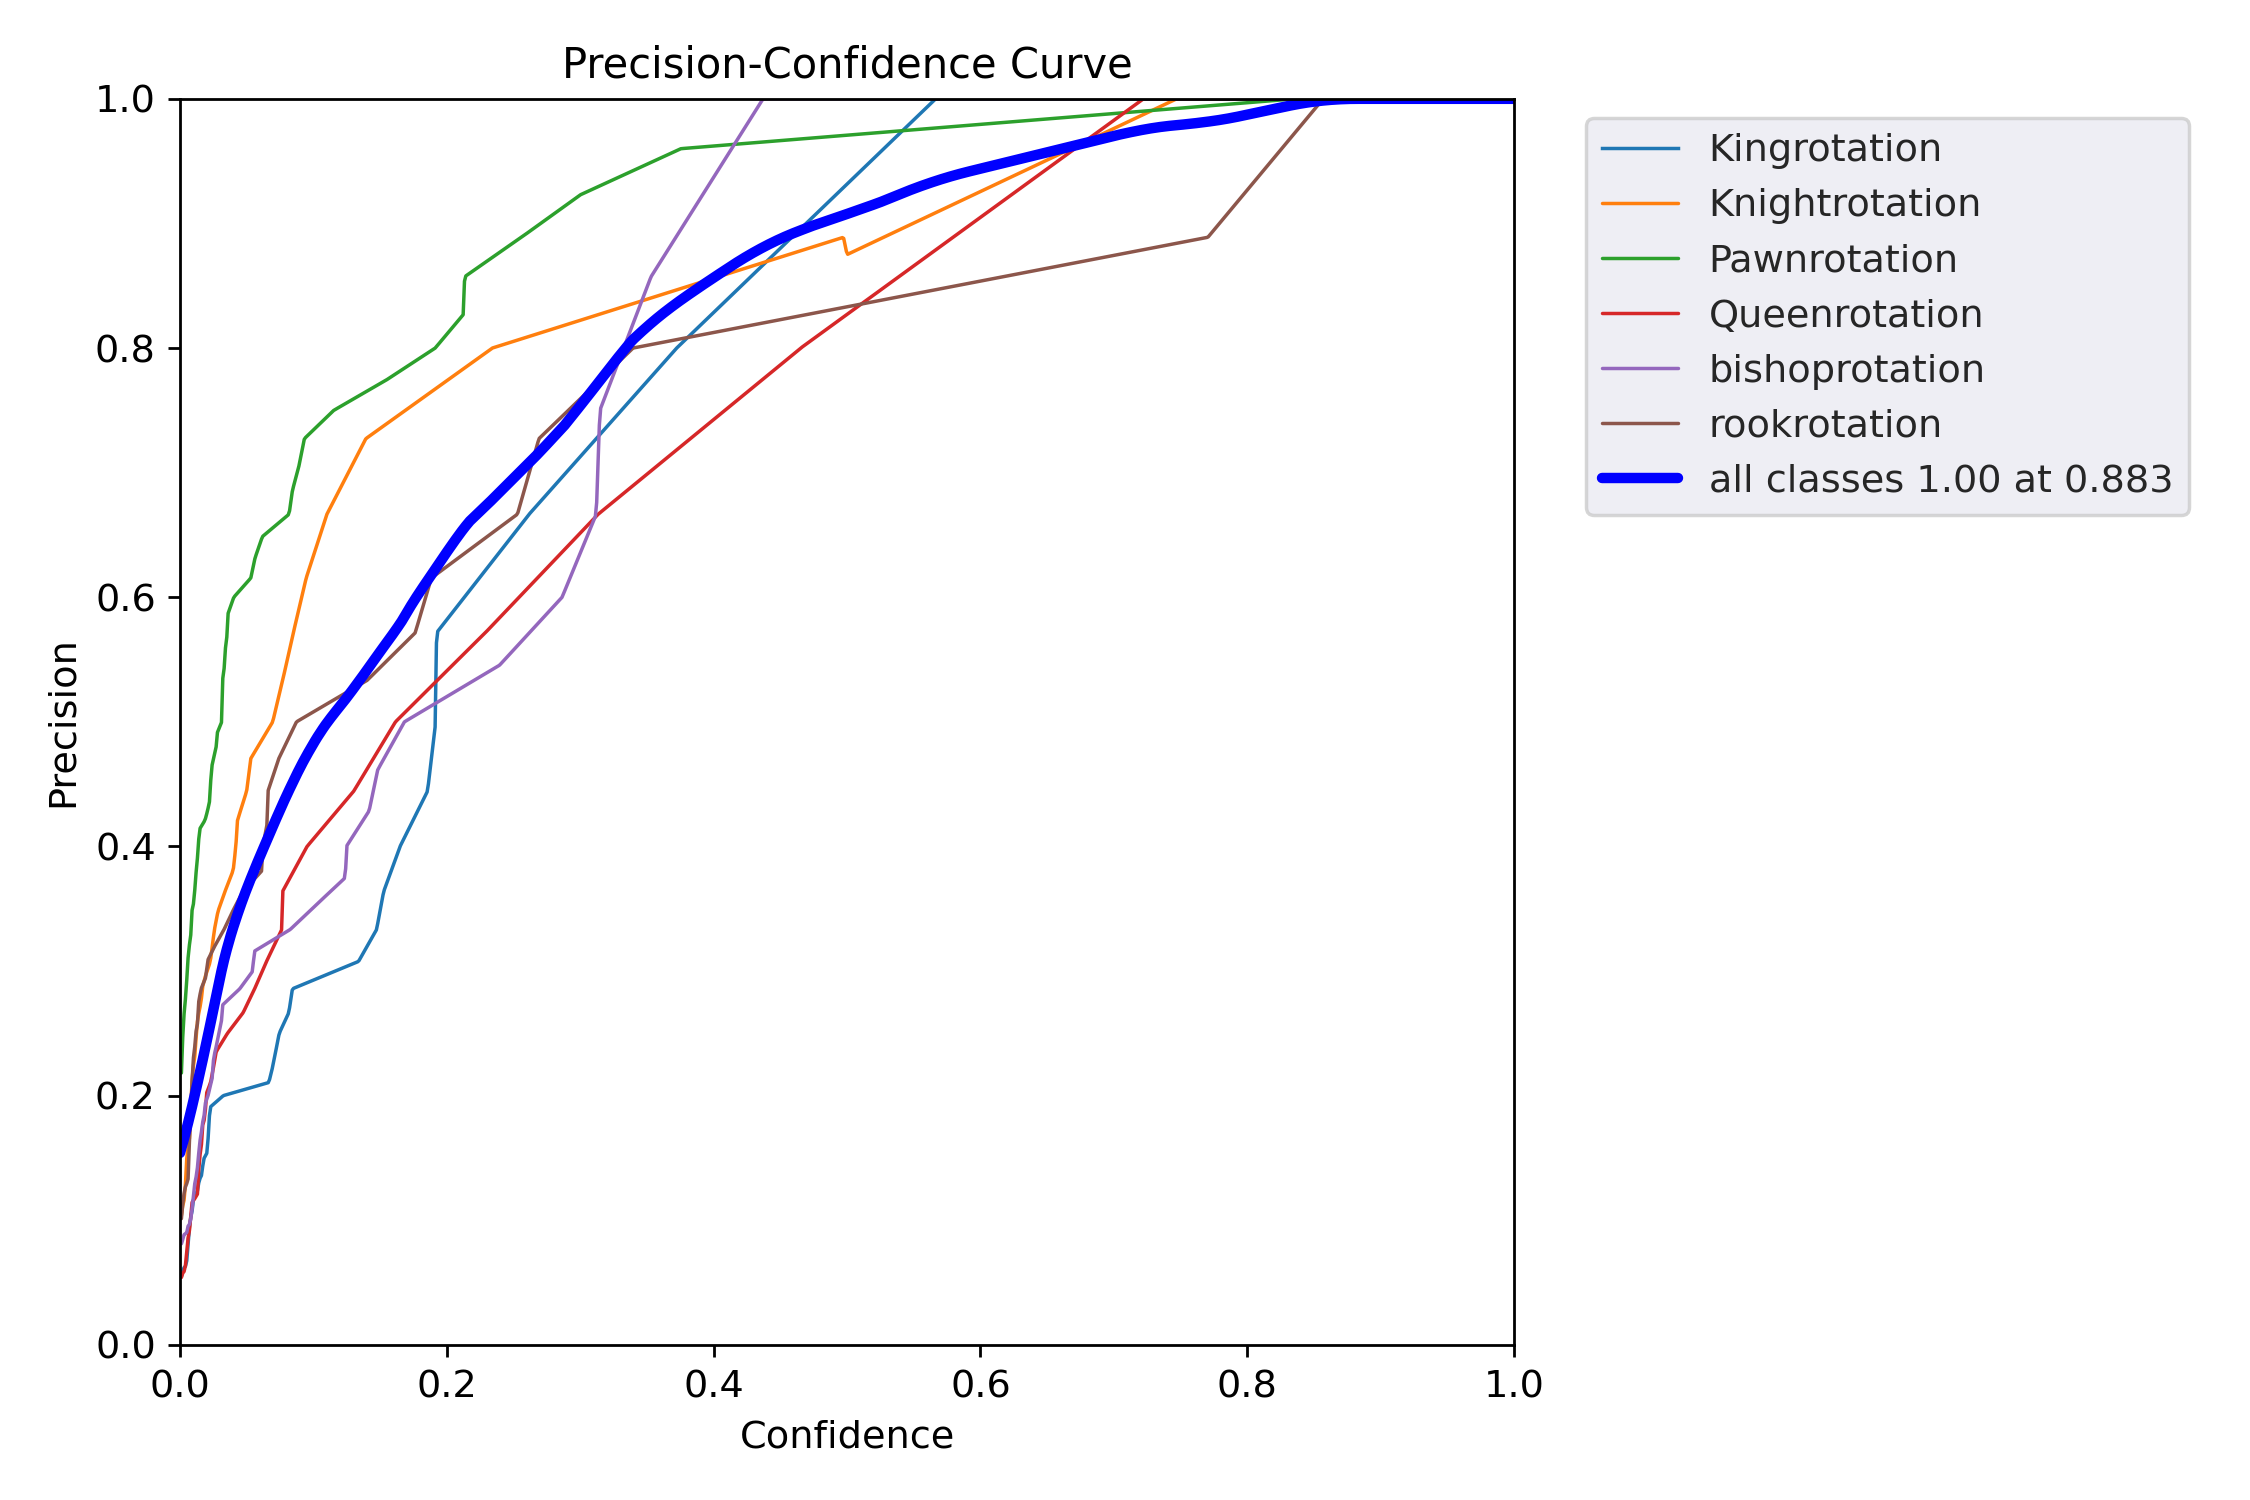 Precision-Confidence Curve
1.0
0.8
0.6
0.4
0.2
0.0
Precision
0.0 0.2 0.4 0.6 0.8 1.0
Confidence
Kingrotation
Knightrotation
Pawnrotation
Queenrotation
bishoprotation
rookrotation
all classes 1.00 at 0.883